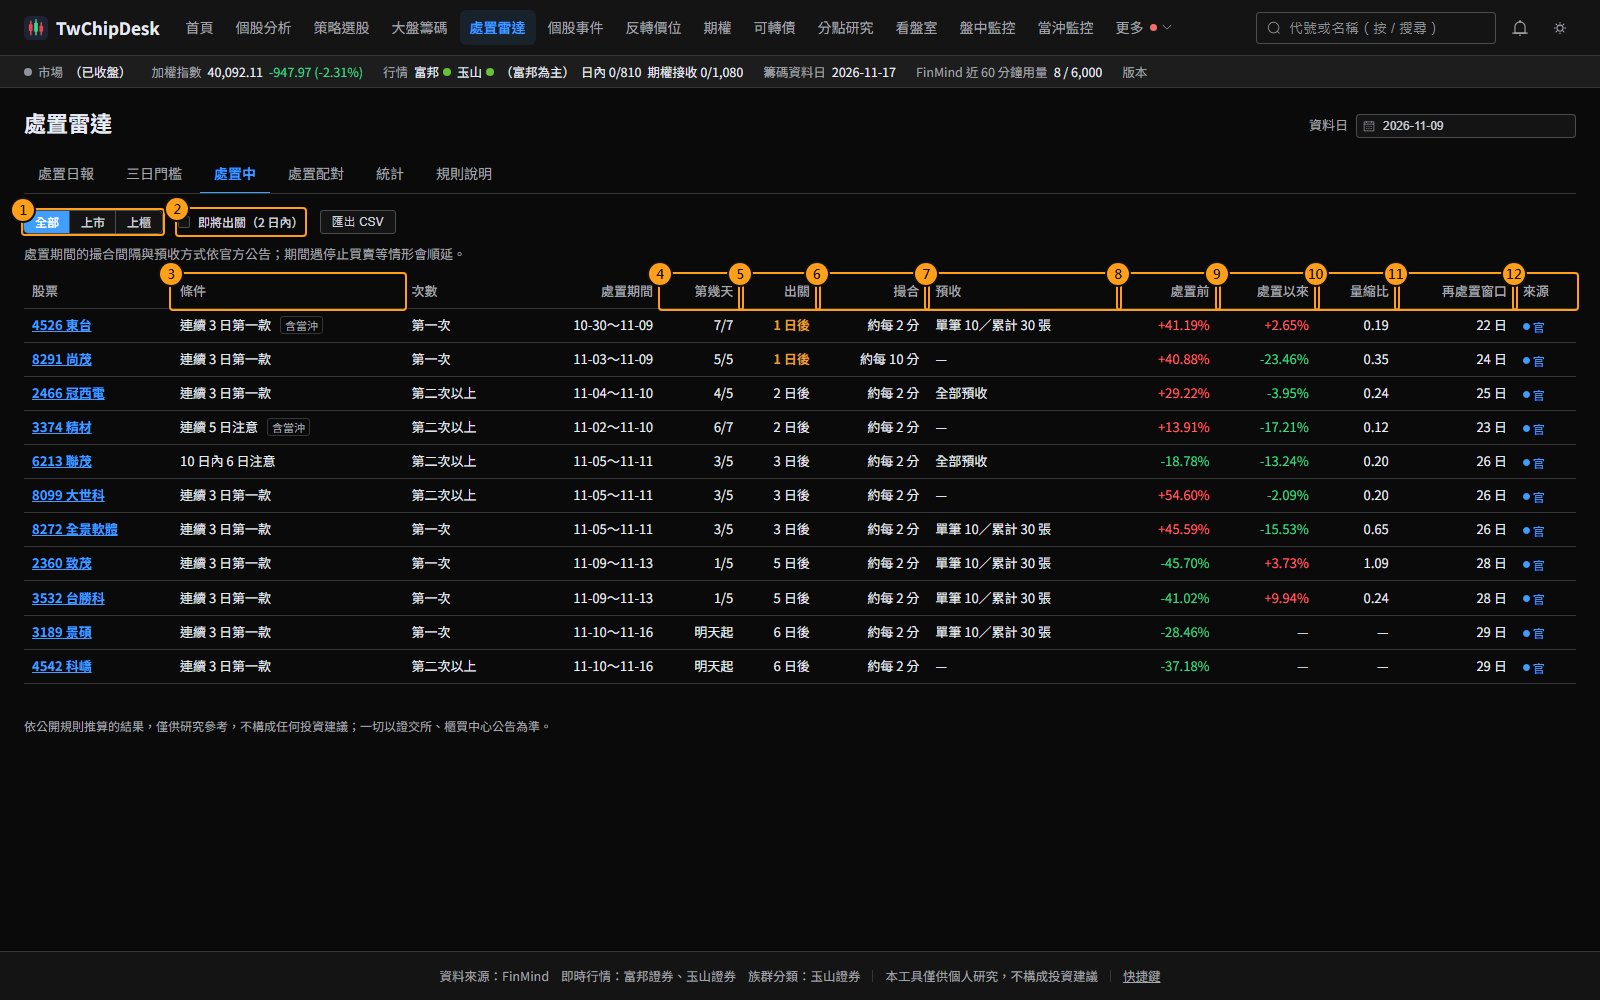 TwChipDesk 首頁 個股分析 策略選股 大盤籌碼 處置雷達 個股事件 反轉價位 期權 可轉債 分點研究 看盤室 盤中監控 當沖監控 更多 代號或名稱（按 / 搜尋）
市場 （已收盤） 加權指數 40,092.11 -947.97 (-2.31%) 行情 富邦 玉山 （富邦為主） 日內 0/810 期權接收 0/1,080 籌碼資料日 2026-11-17 FinMind 近 60 分鐘用量 8 / 6,000 版本
處置雷達 資料日 2026-11-09
處置日報 三日門檻 處置中 處置配對 統計 規則說明
1 2
全部 上市 上櫃 即將出關（2 日內） 匯出 CSV
處置期間的撮合間隔與預收方式依官方公告；期間遇停止買賣等情形會順延。
3 4 5 6 7 8 9 10 11 12
股票 條件 次數 處置期間 第幾天 出關 撮合 預收 處置前 處置以來 量縮比 再處置窗口 來源
4526 東台 連續 3 日第一款 含當沖 第一次 10-30～11-09 7/7 1 日後 約每 2 分 單筆 10／累計 30 張 +41.19% +2.65% 0.19 22 日 官
8291 尚茂 連續 3 日第一款 第一次 11-03～11-09 5/5 1 日後 約每 10 分 — +40.88% -23.46% 0.35 24 日 官
2466 冠西電 連續 3 日第一款 第二次以上 11-04～11-10 4/5 2 日後 約每 2 分 全部預收 +29.22% -3.95% 0.24 25 日 官
3374 精材 連續 5 日注意 含當沖 第二次以上 11-02～11-10 6/7 2 日後 約每 2 分 — +13.91% -17.21% 0.12 23 日 官
6213 聯茂 10 日內 6 日注意 第二次以上 11-05～11-11 3/5 3 日後 約每 2 分 全部預收 -18.78% -13.24% 0.20 26 日 官
8099 大世科 連續 3 日第一款 第二次以上 11-05～11-11 3/5 3 日後 約每 2 分 — +54.60% -2.09% 0.20 26 日 官
8272 全景軟體 連續 3 日第一款 第一次 11-05～11-11 3/5 3 日後 約每 2 分 單筆 10／累計 30 張 +45.59% -15.53% 0.65 26 日 官
2360 致茂 連續 3 日第一款 第一次 11-09～11-13 1/5 5 日後 約每 2 分 單筆 10／累計 30 張 -45.70% +3.73% 1.09 28 日 官
3532 台勝科 連續 3 日第一款 第一次 11-09～11-13 1/5 5 日後 約每 2 分 單筆 10／累計 30 張 -41.02% +9.94% 0.24 28 日 官
3189 景碩 連續 3 日第一款 第一次 11-10～11-16 明天起 6 日後 約每 2 分 單筆 10／累計 30 張 -28.46% — — 29 日 官
4542 科嶠 連續 3 日第一款 第二次以上 11-10～11-16 明天起 6 日後 約每 2 分 — -37.18% — — 29 日 官
依公開規則推算的結果，僅供研究參考，不構成任何投資建議；一切以證交所、櫃買中心公告為準。
資料來源：FinMind 即時行情：富邦證券、玉山證券 族群分類：玉山證券 本工具僅供個人研究，不構成投資建議 快捷鍵